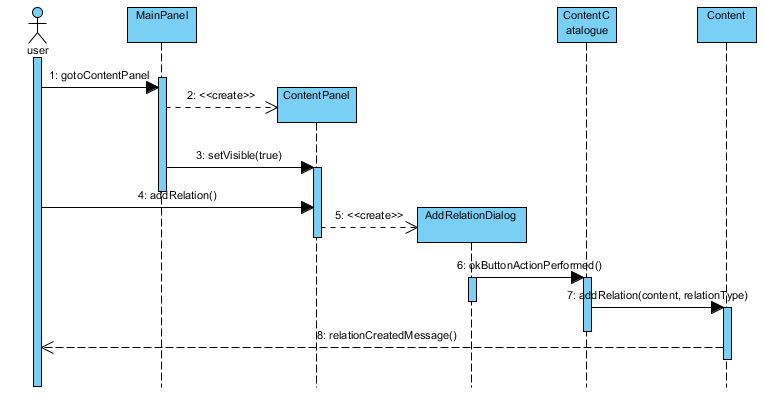 MainPanel
ContentC
atalogue
Content
user
1: gotoContentPanel
2: <<create>>
ContentPanel
3: setVisible(true)
4: addRelation()
5: <<create>>
AddRelationDialog
6: okButtonActionPerformed()
7: addRelation(content, relationType)
8: relationCreatedMessage()